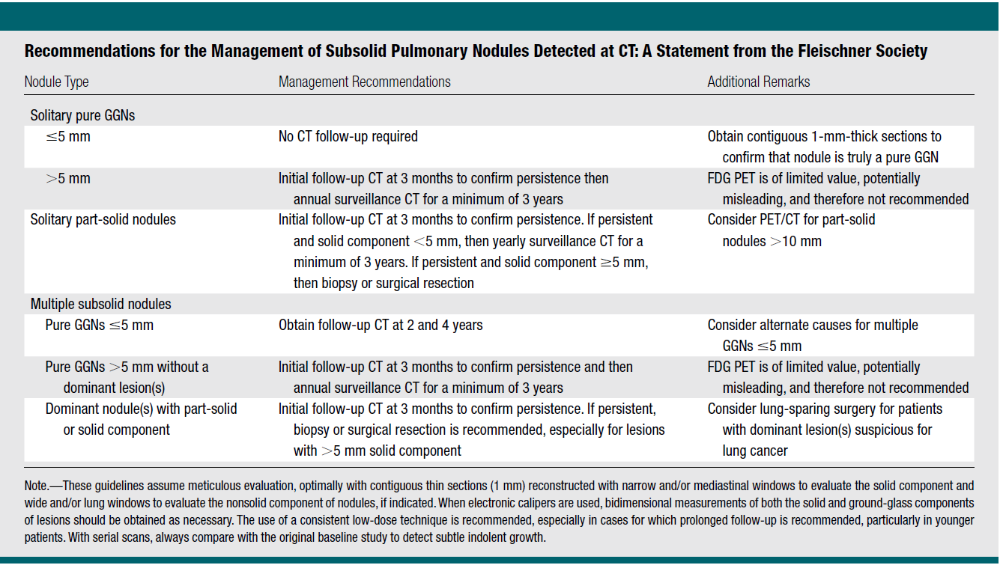 Recommendations for the Management of Subsolid Pulmonary Nodules Detected at CT: A Statement from the Fleischner Society
Nodule Type Management Recommendations Additional Remarks
Solitary pure GGNs
≤5 mm No CT follow-up required Obtain contiguous 1-mm-thick sections to
confirm that nodule is truly a pure GGN
>5 mm Initial follow-up CT at 3 months to confirm persistence then FDG PET is of limited value, potentially
annual surveillance CT for a minimum of 3 years misleading, and therefore not recommended
Solitary part-solid nodules Initial follow-up CT at 3 months to confirm persistence. If persistent Consider PET/CT for part-solid
and solid component <5 mm, then yearly surveillance CT for a nodules >10 mm
minimum of 3 years. If persistent and solid component ≥5 mm,
then biopsy or surgical resection
Multiple subsolid nodules
Pure GGNs ≤5 mm Obtain follow-up CT at 2 and 4 years Consider alternate causes for multiple
GGNs ≤5 mm
Pure GGNs >5 mm without a Initial follow-up CT at 3 months to confirm persistence and then FDG PET is of limited value, potentially
dominant lesion(s) annual surveillance CT for a minimum of 3 years misleading, and therefore not recommended
Dominant nodule(s) with part-solid Initial follow-up CT at 3 months to confirm persistence. If persistent, Consider lung-sparing surgery for patients
or solid component biopsy or surgical resection is recommended, especially for lesions with dominant lesion(s) suspicious for
with >5 mm solid component lung cancer
Note.—These guidelines assume meticulous evaluation, optimally with contiguous thin sections (1 mm) reconstructed with narrow and/or mediastinal windows to evaluate the solid component and
wide and/or lung windows to evaluate the nonsolid component of nodules, if indicated. When electronic calipers are used, bidimensional measurements of both the solid and ground-glass components
of lesions should be obtained as necessary. The use of a consistent low-dose technique is recommended, especially in cases for which prolonged follow-up is recommended, particularly in younger
patients. With serial scans, always compare with the original baseline study to detect subtle indolent growth.